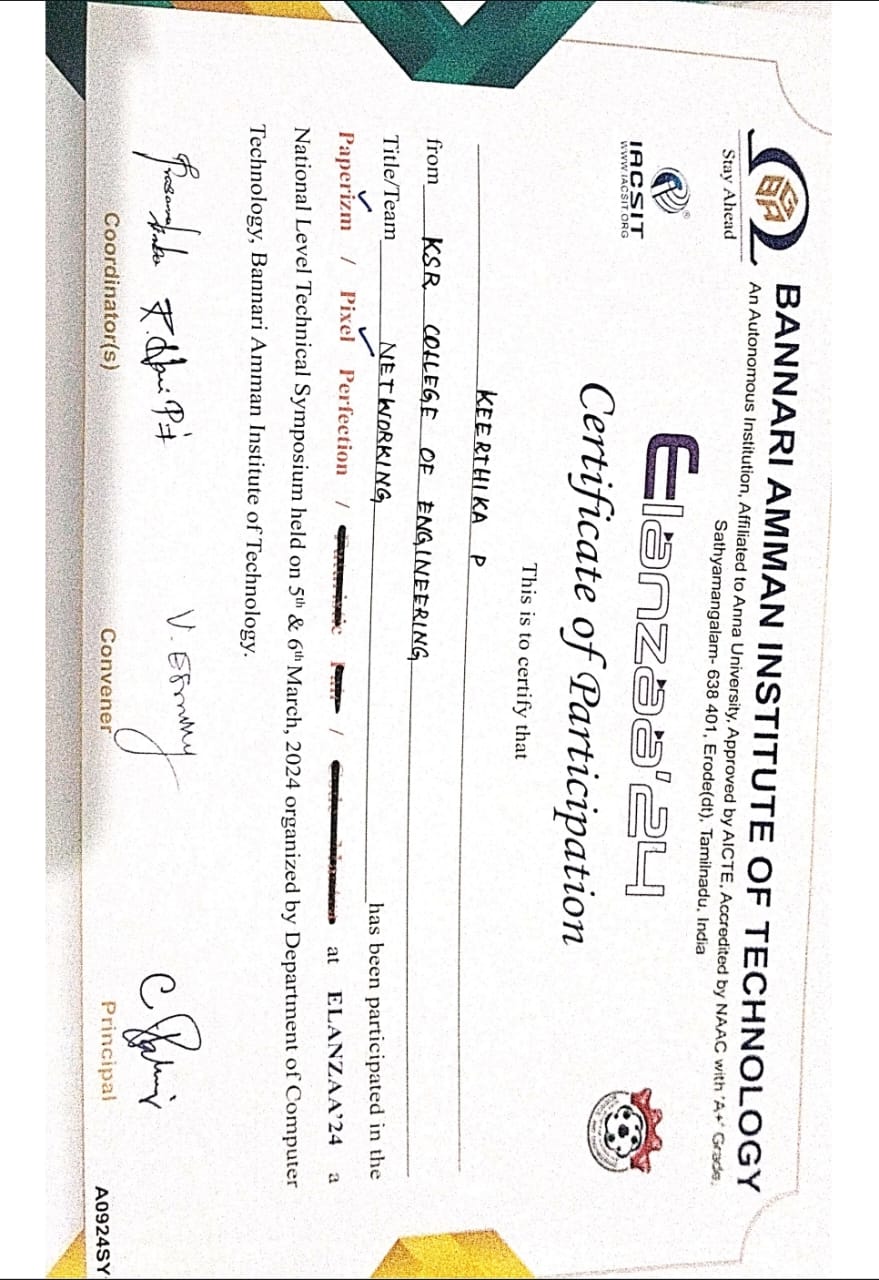 BANNARI AMMAN INSTITUTE OF TECHNOLOGY
An Autonomous Institution, Affiliated to Anna University, Approved by AICTE, Accredited by NAAC with 'A+' Grade.
Stay Ahead
Sathyamangalam- 638 401, Erode(dt), Tamilnadu, India
Elanzaa'24
IACSIT
WWW.IACSIT.ORG
Certificate of Participation
This is to certify that
KEERTHIKA P
from KSR COLLEGE OF ENGINEERING
Title/Team NETWORKING has been participated in the
Paperizm / Pixel Perfection / / at ELANZAA'24 a
National Level Technical Symposium held on 5th & 6th March, 2024 organized by Department of Computer
Technology, Bannari Amman Institute of Technology.
Coordinator(s) Convener Principal A0924SY